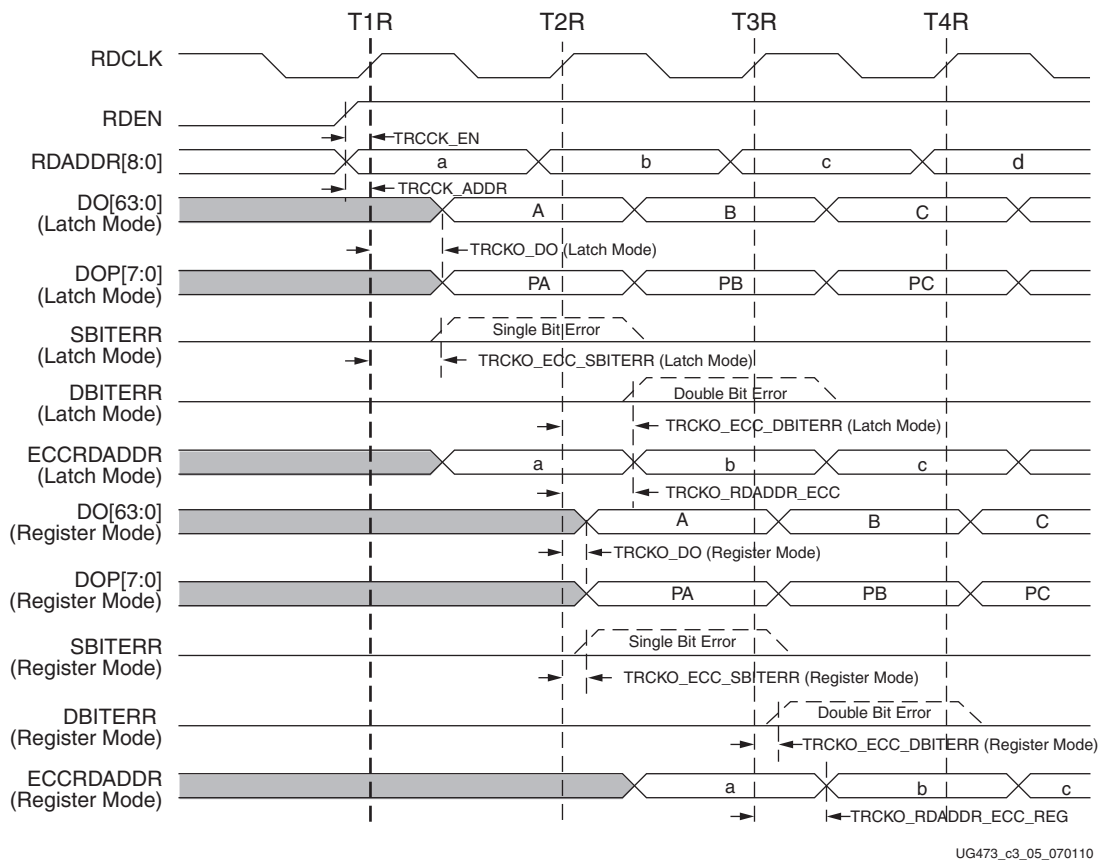 T1R T2R T3R T4R
RDCLK
RDEN
TRCCK_EN
RDADDR[8:0] a b c d
TRCCK_ADDR
DO[63:0]
(Latch Mode) A B C
TRCKO_DO (Latch Mode)
DOP[7:0]
(Latch Mode) PA PB PC
SBITERR
(Latch Mode) Single Bit Error
TRCKO_ECC_SBITERR (Latch Mode)
DBITERR
(Latch Mode) Double Bit Error
TRCKO_ECC_DBITERR (Latch Mode)
ECCRDADDR
(Latch Mode) a b c
TRCKO_RDADDR_ECC
DO[63:0]
(Register Mode) A B C
TRCKO_DO (Register Mode)
DOP[7:0]
(Register Mode) PA PB PC
SBITERR
(Register Mode) Single Bit Error
TRCKO_ECC_SBITERR (Register Mode)
DBITERR
(Register Mode) Double Bit Error
TRCKO_ECC_DBITERR (Register Mode)
ECCRDADDR
(Register Mode) a b c
TRCKO_RDADDR_ECC_REG
UG473_c3_05_070110